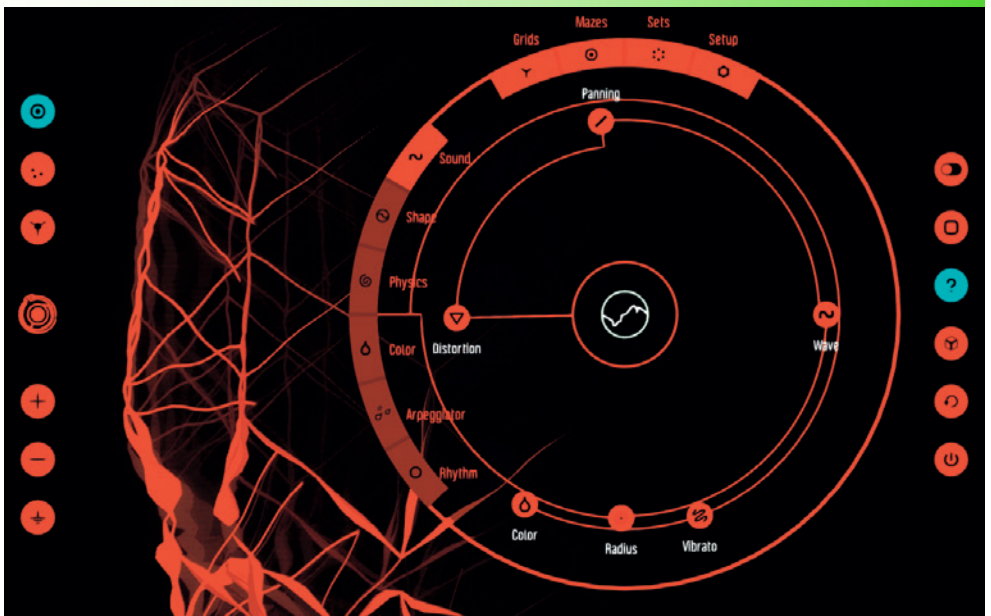 Mazes
Sets
Grids
Setup
Panning
Sound
Shape
Physics
Color
Distortion
Wave
Arpeggiator
Rhythm
Color
Radius
Vibrato
?